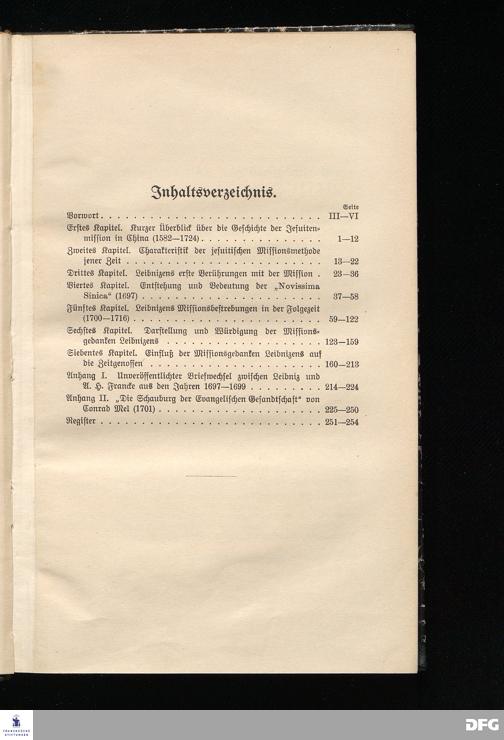 Inhaltsverzeichnis.
Seite
Vorwort . . . . . . . . . . . . . . . . . . . . . . . . . . . III—VI
Erstes Kapitel. Kurzer Überblick über die Geschichte der Jesuiten-
mission in China (1582—1724) . . . . . . . . . . . . . . . 1—12
Zweites Kapitel. Charakteristik der jesuitischen Missionsmethode
jener Zeit . . . . . . . . . . . . . . . . . . . . . . . . 13—22
Drittes Kapitel. Leibnizens erste Berührungen mit der Mission . 23—36
Viertes Kapitel. Entstehung und Bedeutung der „Novissima
Sinica“ (1697) . . . . . . . . . . . . . . . . . . . . . . 37—58
Fünftes Kapitel. Leibnizens Missionsbestrebungen in der Folgezeit
(1700—1716) . . . . . . . . . . . . . . . . . . . . . . . 59—122
Sechstes Kapitel. Darstellung und Würdigung der Missions-
gedanken Leibnizens . . . . . . . . . . . . . . . . . . . 123—159
Siebentes Kapitel. Einfluß der Missionsgedanken Leibnizens auf
die Zeitgenossen . . . . . . . . . . . . . . . . . . . . . 160—213
Anhang I. Unveröffentlichter Briefwechsel zwischen Leibniz und
A. H. Francke aus den Jahren 1697—1699 . . . . . . . . . 214—224
Anhang II. „Die Schauburg der Evangelischen Gesandtschaft“ von
Conrad Mel (1701) . . . . . . . . . . . . . . . . . . . . 225—250
Register . . . . . . . . . . . . . . . . . . . . . . . . . . . 251—254
FRANCKESCHE
STIFTUNGEN
DFG